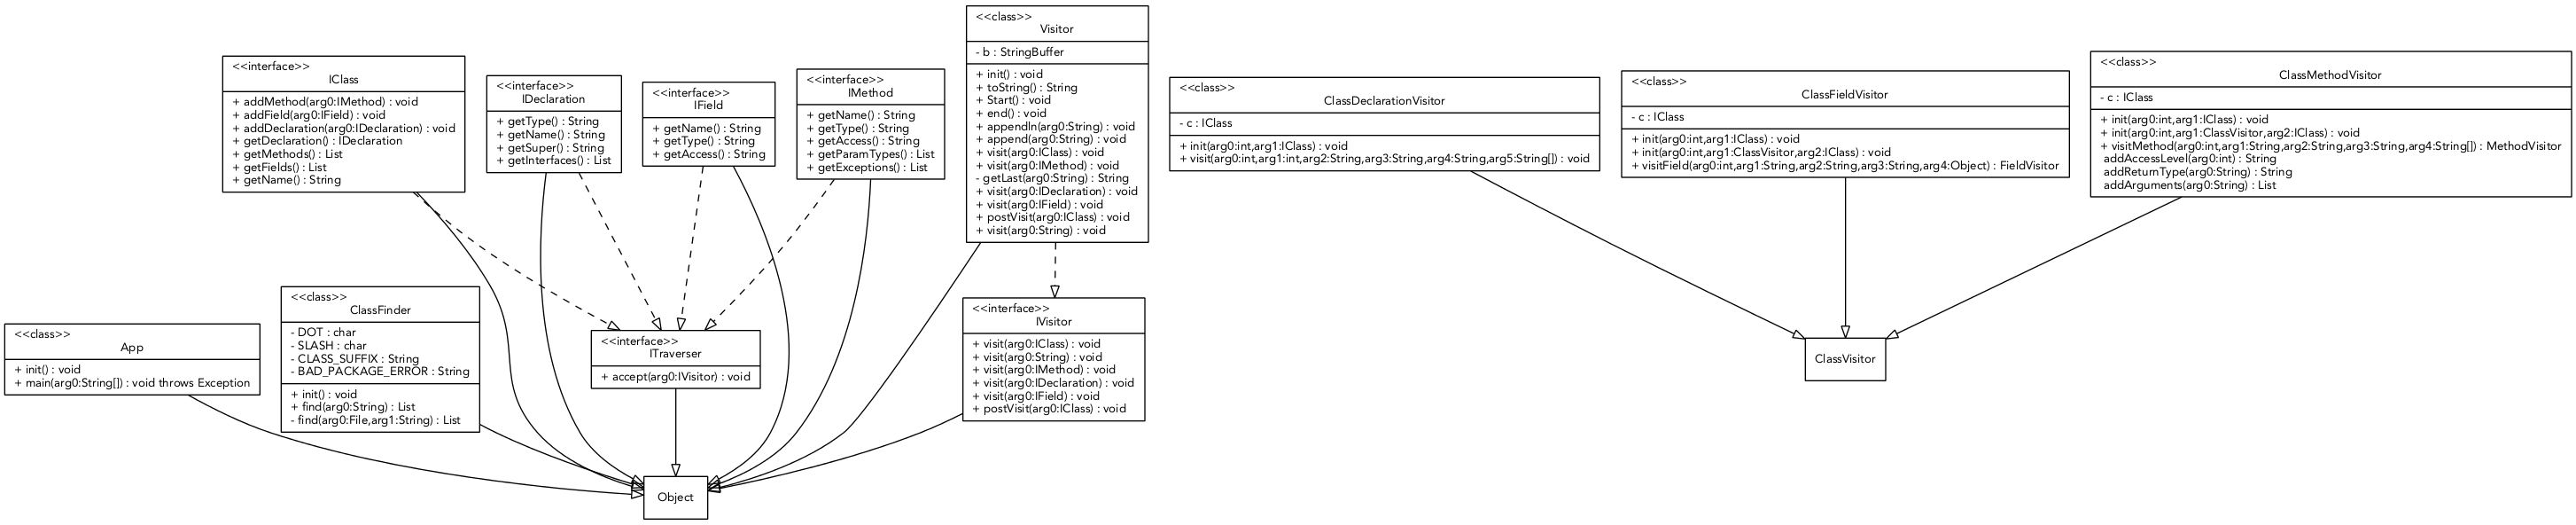 <<interface>>
IClass
+ addMethod(arg0:IMethod) : void
+ addField(arg0:IField) : void
+ addDeclaration(arg0:IDeclaration) : void
+ getDeclaration() : IDeclaration
+ getMethods() : List
+ getFields() : List
+ getName() : String
<<interface>>
IDeclaration
+ getType() : String
+ getName() : String
+ getSuper() : String
+ getInterfaces() : List
<<interface>>
IField
+ getName() : String
+ getType() : String
+ getAccess() : String
<<interface>>
IMethod
+ getName() : String
+ getType() : String
+ getAccess() : String
+ getParamTypes() : List
+ getExceptions() : List
<<class>>
Visitor
- b : StringBuffer
+ init() : void
+ toString() : String
+ Start() : void
+ end() : void
+ appendln(arg0:String) : void
+ append(arg0:String) : void
+ visit(arg0:IClass) : void
+ visit(arg0:IMethod) : void
- getLast(arg0:String) : String
+ visit(arg0:IDeclaration) : void
+ visit(arg0:IField) : void
+ postVisit(arg0:IClass) : void
+ visit(arg0:String) : void
<<class>>
ClassDeclarationVisitor
- c : IClass
+ init(arg0:int,arg1:IClass) : void
+ visit(arg0:int,arg1:int,arg2:String,arg3:String,arg4:String,arg5:String[]) : void
<<class>>
ClassFieldVisitor
- c : IClass
+ init(arg0:int,arg1:IClass) : void
+ init(arg0:int,arg1:ClassVisitor,arg2:IClass) : void
+ visitField(arg0:int,arg1:String,arg2:String,arg3:String,arg4:Object) : FieldVisitor
<<class>>
ClassMethodVisitor
- c : IClass
+ init(arg0:int,arg1:IClass) : void
+ init(arg0:int,arg1:ClassVisitor,arg2:IClass) : void
+ visitMethod(arg0:int,arg1:String,arg2:String,arg3:String,arg4:String[]) : MethodVisitor
addAccessLevel(arg0:int) : String
addReturnType(arg0:String) : String
addArguments(arg0:String) : List
<<class>>
App
+ init() : void
+ main(arg0:String[]) : void throws Exception
<<class>>
ClassFinder
- DOT : char
- SLASH : char
- CLASS_SUFFIX : String
- BAD_PACKAGE_ERROR : String
+ init() : void
+ find(arg0:String) : List
- find(arg0:File,arg1:String) : List
<<interface>>
ITraverser
+ accept(arg0:IVisitor) : void
<<interface>>
IVisitor
+ visit(arg0:IClass) : void
+ visit(arg0:String) : void
+ visit(arg0:IMethod) : void
+ visit(arg0:IDeclaration) : void
+ visit(arg0:IField) : void
+ postVisit(arg0:IClass) : void
ClassVisitor
Object